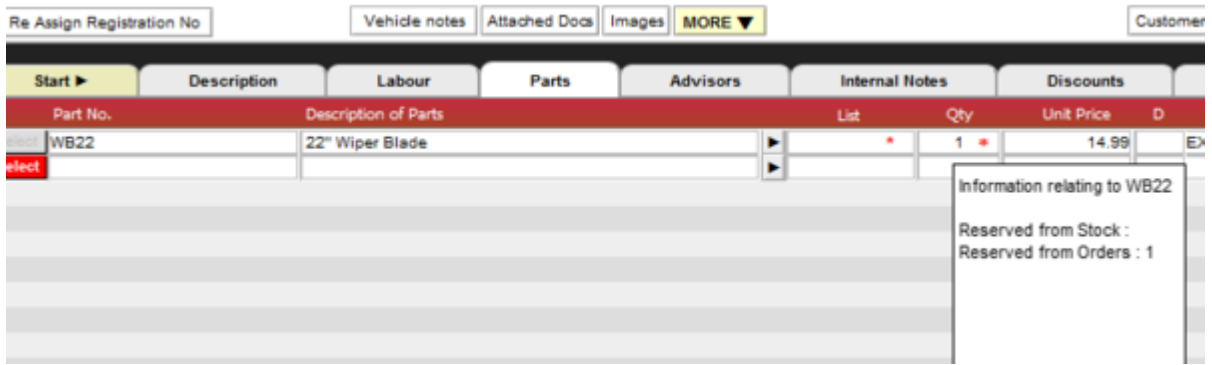 Re Assign Registration No Vehicle notes Attached Docs Images MORE ▼ Customer
Start ► Description Labour Parts Advisors Internal Notes Discounts
Part No. Description of Parts List Qty Unit Price D
elect WB22 22" Wiper Blade ► * 1 * 14.99 EX
elect ►
Information relating to WB22
Reserved from Stock :
Reserved from Orders : 1